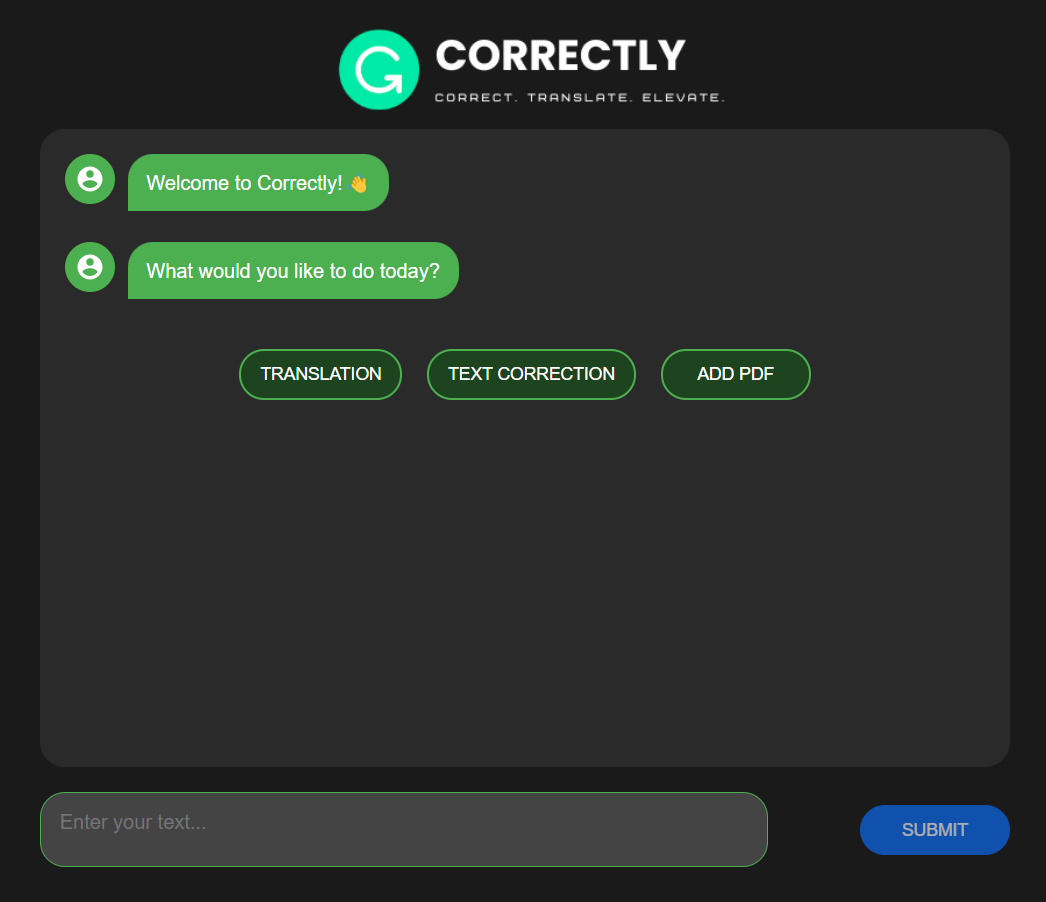 CORRECTLY
CORRECT. TRANSLATE. ELEVATE.
Welcome to Correctly! 👋
What would you like to do today?
TRANSLATION TEXT CORRECTION ADD PDF
Enter your text... SUBMIT